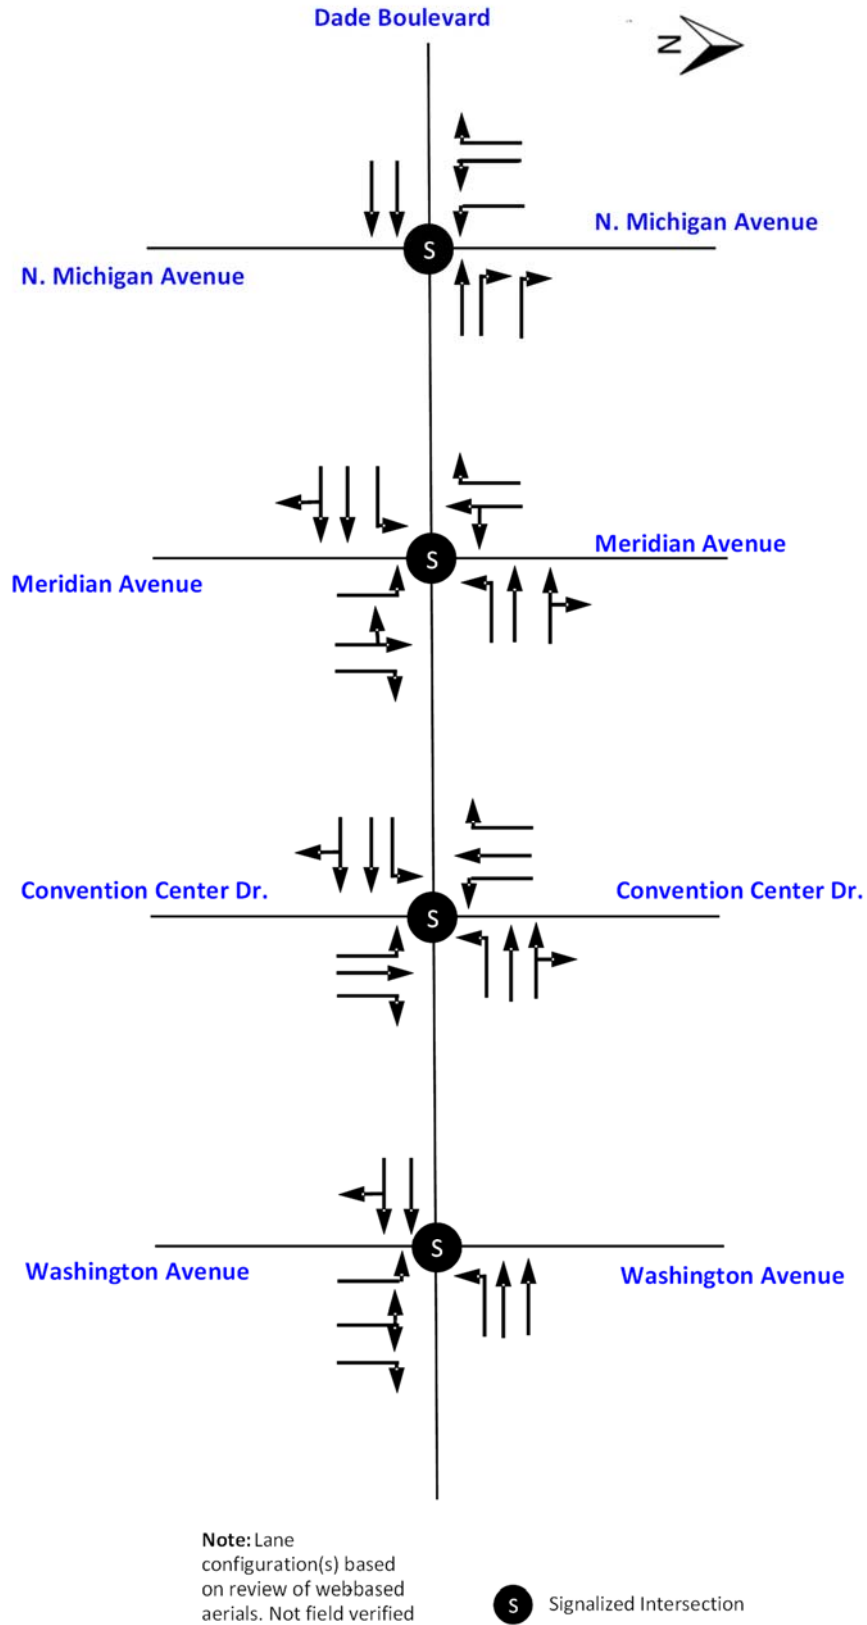 Dade Boulevard
N
N. Michigan Avenue
S
N. Michigan Avenue
Meridian Avenue
S
Meridian Avenue
Convention Center Dr.
Convention Center Dr.
S
S
Washington Avenue
Washington Avenue
Note: Lane
configuration(s) based
on review of webbased
aerials. Not field verified
S Signalized Intersection